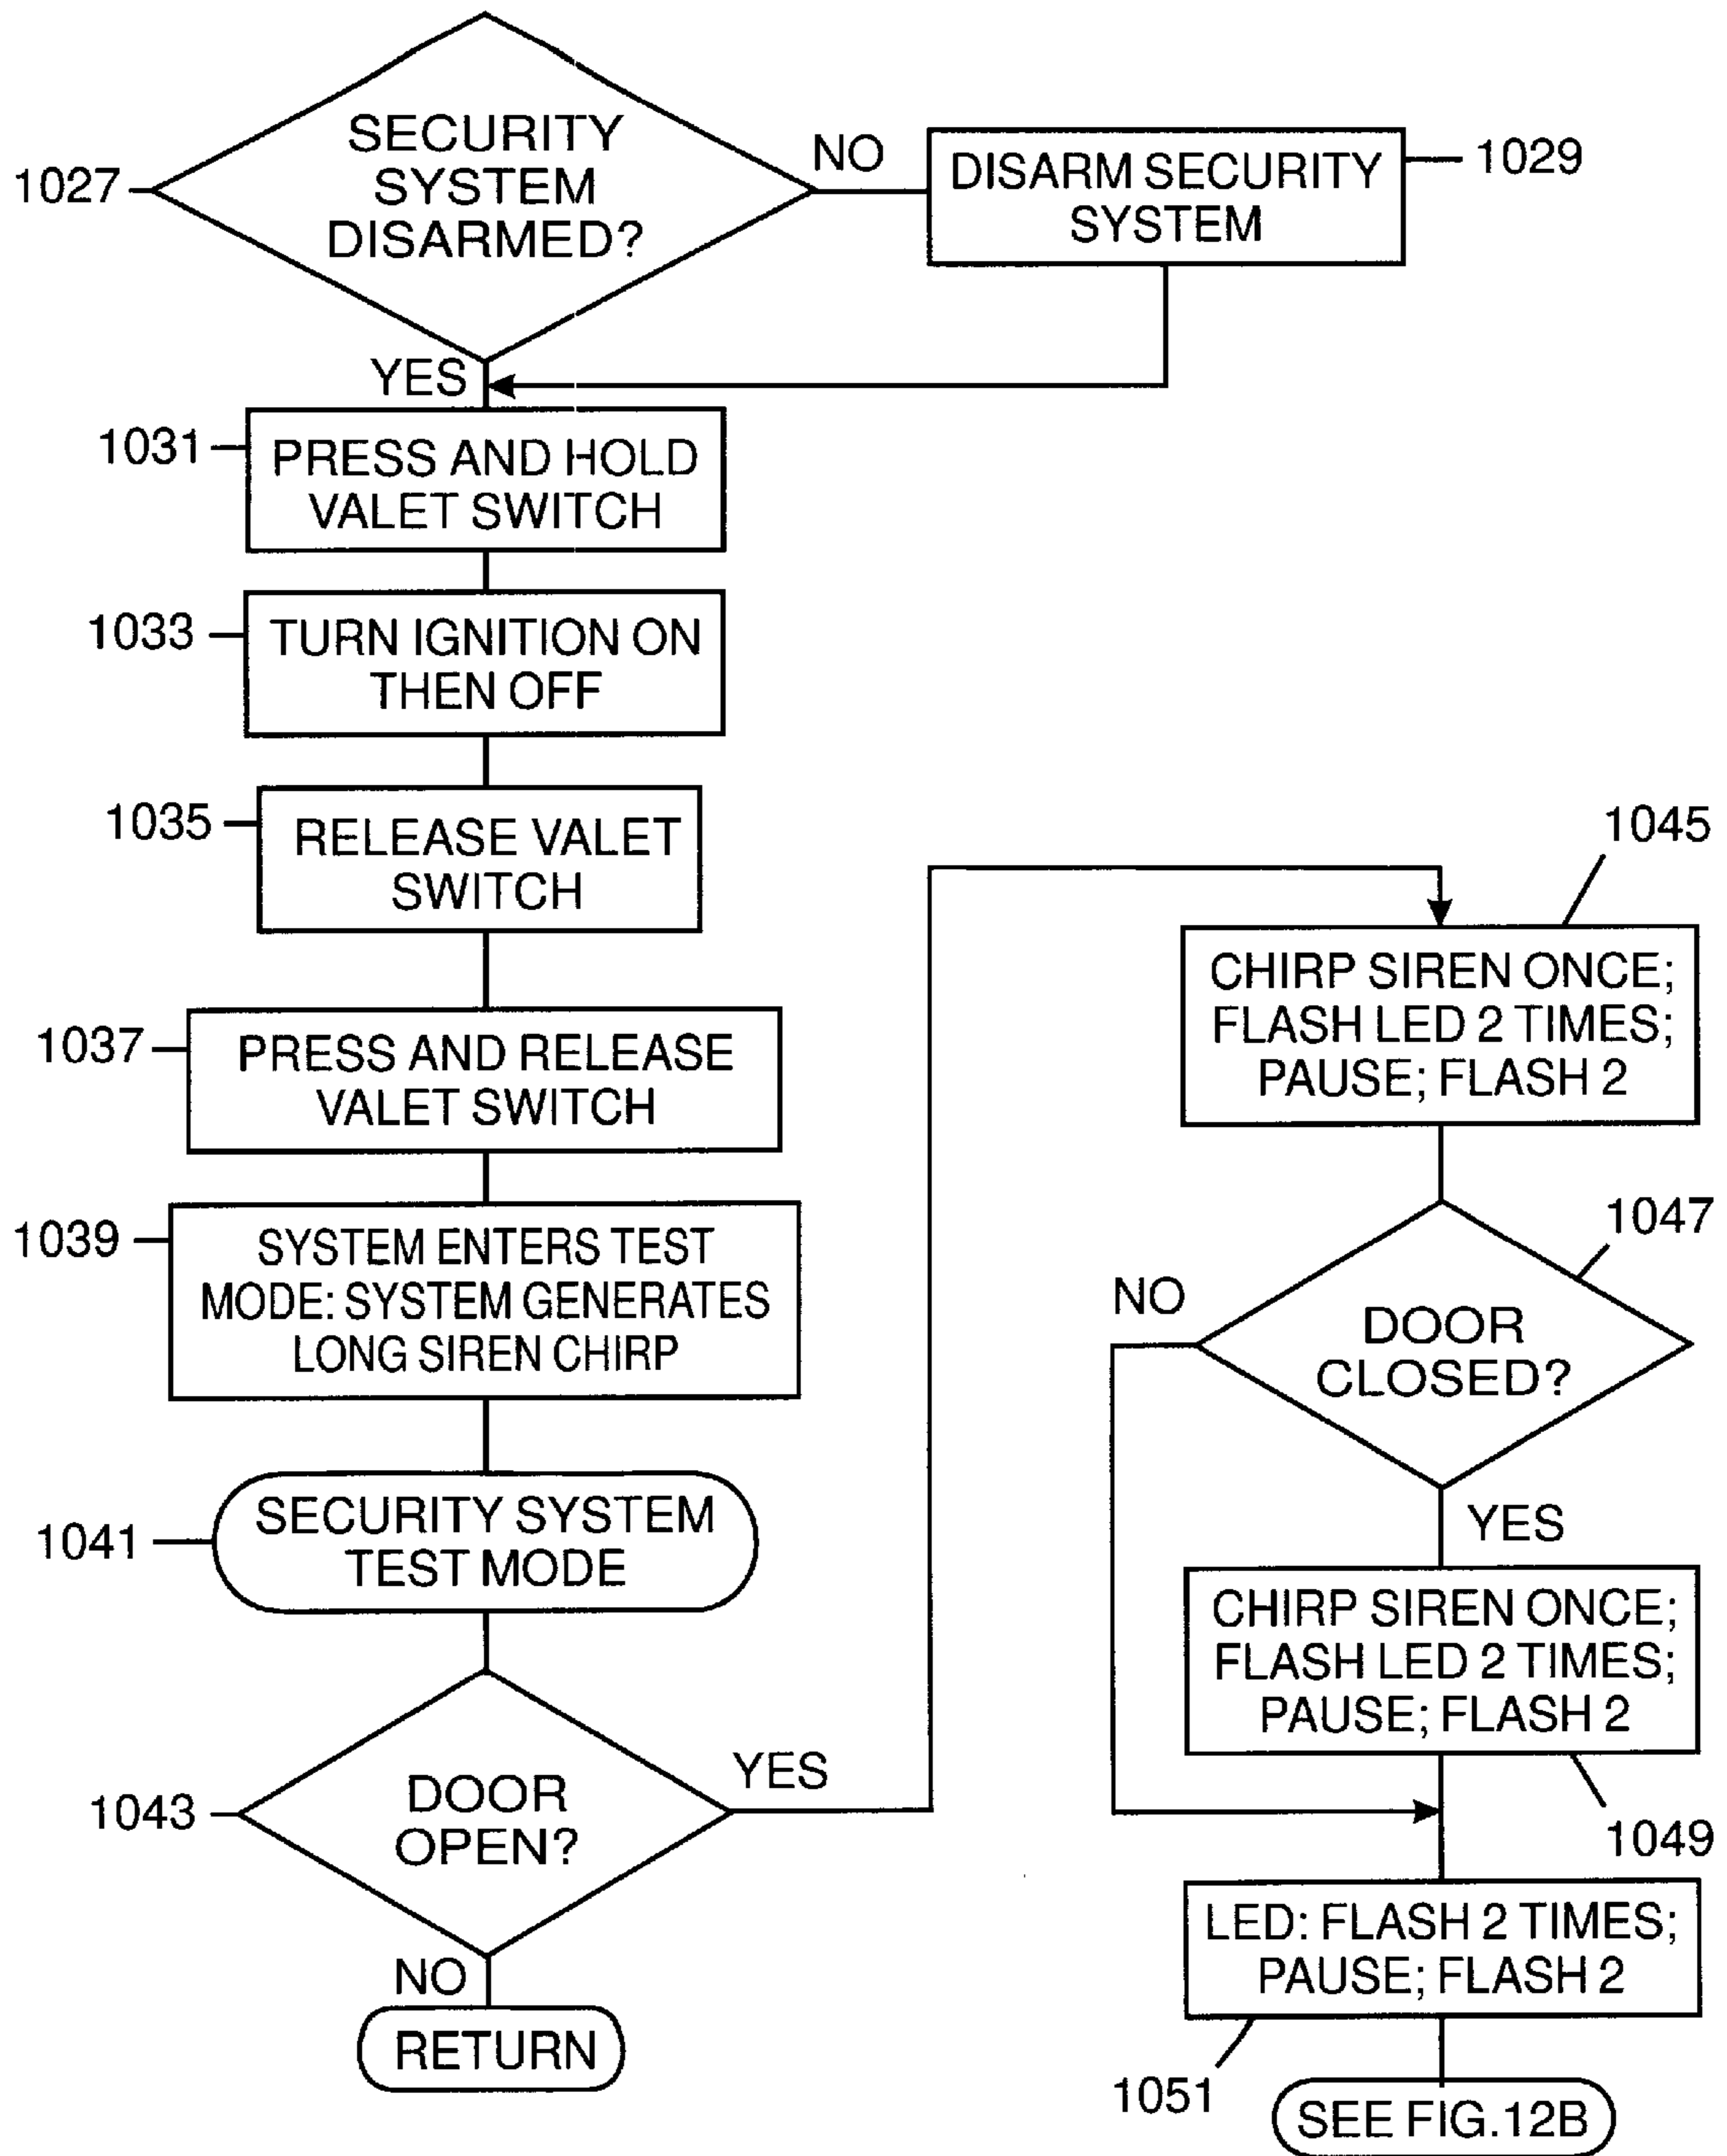 1027
SECURITY
SYSTEM
DISARMED?
NO
DISARM SECURITY
SYSTEM
1029
YES
1031
PRESS AND HOLD
VALET SWITCH
1033
TURN IGNITION ON
THEN OFF
1035
RELEASE VALET
SWITCH
1037
PRESS AND RELEASE
VALET SWITCH
1039
SYSTEM ENTERS TEST
MODE: SYSTEM GENERATES
LONG SIREN CHIRP
1041
SECURITY SYSTEM
TEST MODE
1043
DOOR
OPEN?
YES
NO
RETURN
1045
CHIRP SIREN ONCE;
FLASH LED 2 TIMES;
PAUSE; FLASH 2
1047
NO
DOOR
CLOSED?
YES
CHIRP SIREN ONCE;
FLASH LED 2 TIMES;
PAUSE; FLASH 2
1049
LED: FLASH 2 TIMES;
PAUSE; FLASH 2
1051
SEE FIG.12B